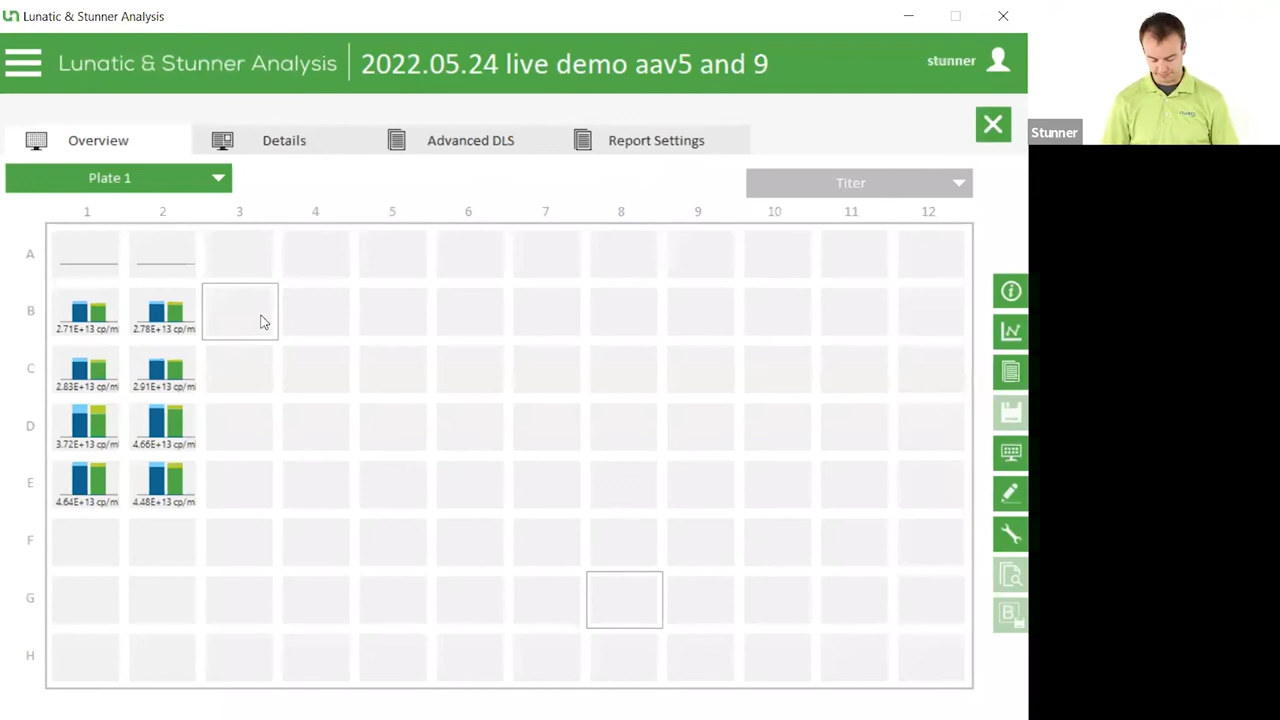 Lunatic & Stunner Analysis
Lunatic & Stunner Analysis 2022.05.24 live demo aav5 and 9 stunner
Stunner
Overview Details Advanced DLS Report Settings
Plate 1 Titer
1 2 3 4 5 6 7 8 9 10 11 12
A
B
2.71E+13 cp/ml 2.78E+13 cp/ml
C
2.83E+13 cp/ml 2.91E+13 cp/ml
D
3.72E+13 cp/ml 4.66E+13 cp/ml
E
4.64E+13 cp/ml 4.48E+13 cp/ml
F
G
H
B